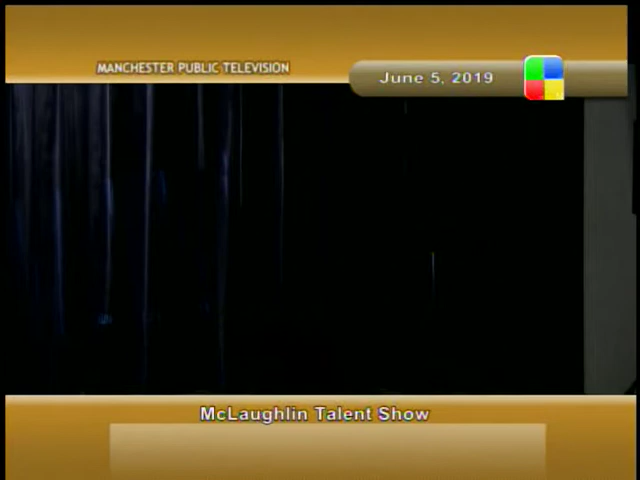 MANCHESTER PUBLIC TELEVISION
June 5, 2019
McLaughlin Talent Show